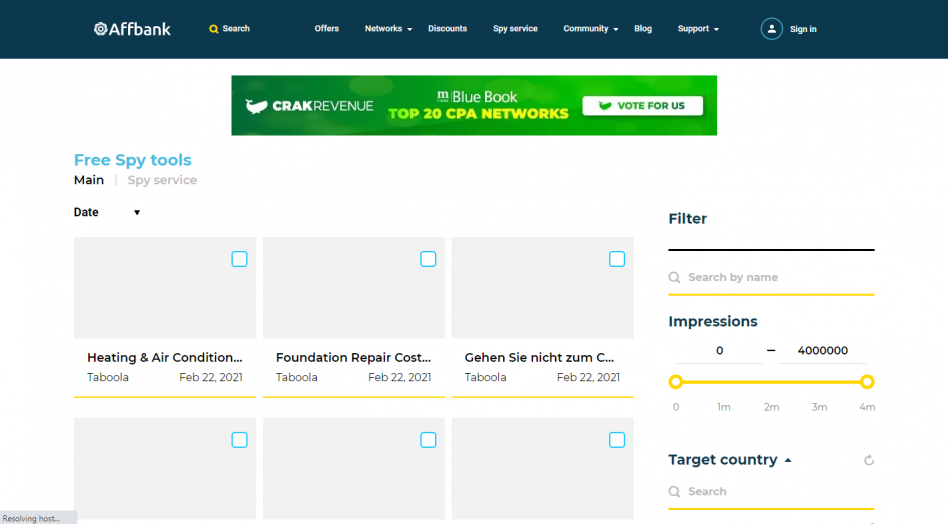 Affbank
Search
Offers
Networks
Discounts
Spy service
Community
Blog
Support
Sign in
CRAKREVENUE
m|Blue Book
TOP 20 CPA NETWORKS
VOTE FOR US
Free Spy tools
Main | Spy service
Date
Heating & Air Condition...
Taboola Feb 22, 2021
Foundation Repair Cost...
Taboola Feb 22, 2021
Gehen Sie nicht zum C...
Taboola Feb 22, 2021
Filter
Search by name
Impressions
0 – 4000000
0 1m 2m 3m 4m
Target country
Search
Resolving host...